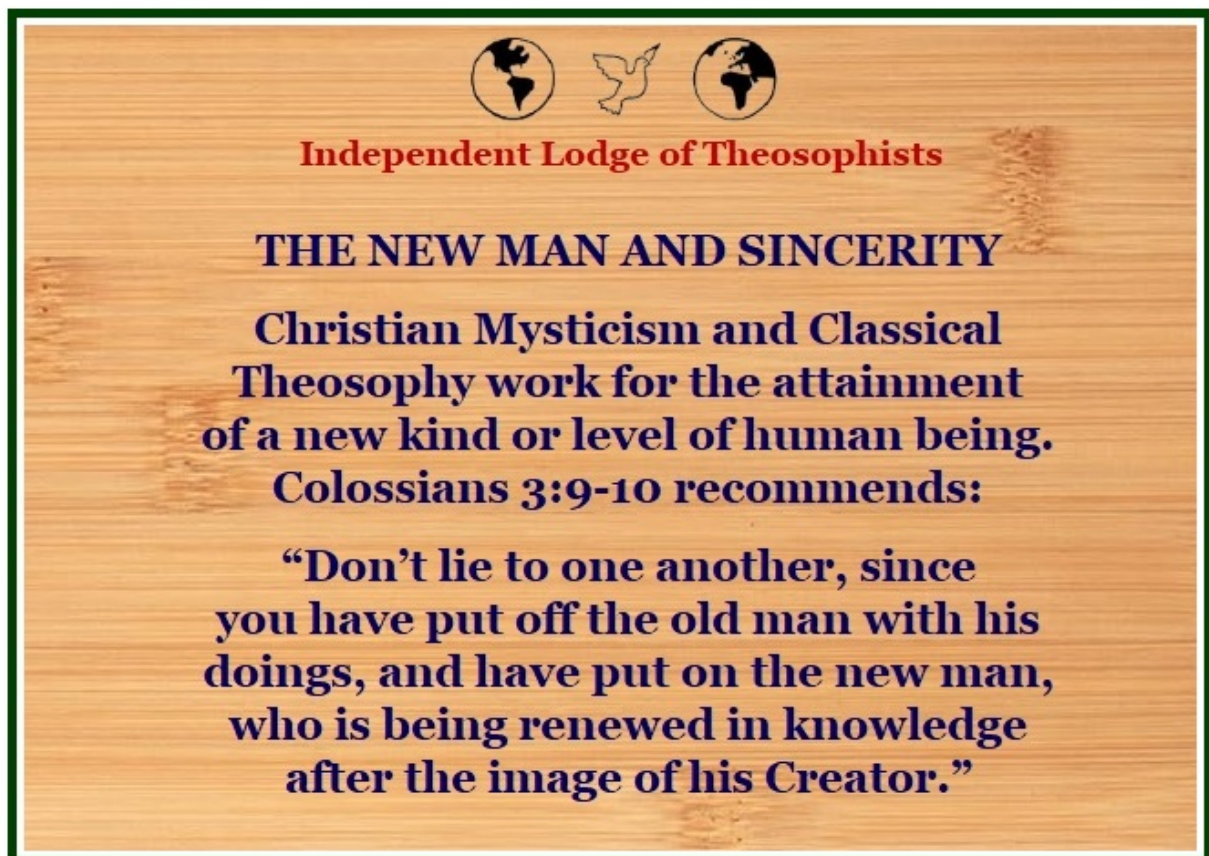 Independent Lodge of Theosophists
THE NEW MAN AND SINCERITY
Christian Mysticism and Classical
Theosophy work for the attainment
of a new kind or level of human being.
Colossians 3:9-10 recommends:
“Don’t lie to one another, since
you have put off the old man with his
doings, and have put on the new man,
who is being renewed in knowledge
after the image of his Creator.”